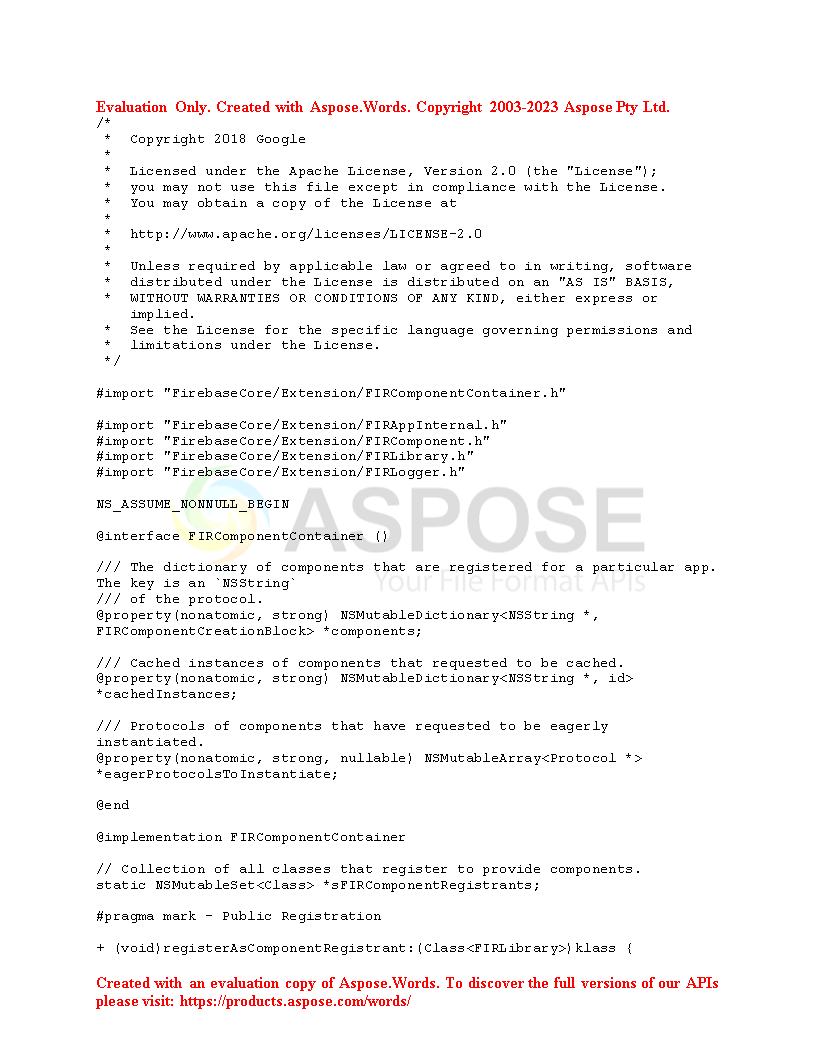 Evaluation Only. Created with Aspose.Words. Copyright 2003-2023 Aspose Pty Ltd.
/*
 *  Copyright 2018 Google
 *
 *  Licensed under the Apache License, Version 2.0 (the "License");
 *  you may not use this file except in compliance with the License.
 *  You may obtain a copy of the License at
 *
 *  http://www.apache.org/licenses/LICENSE-2.0
 *
 *  Unless required by applicable law or agreed to in writing, software
 *  distributed under the License is distributed on an "AS IS" BASIS,
 *  WITHOUT WARRANTIES OR CONDITIONS OF ANY KIND, either express or
    implied.
 *  See the License for the specific language governing permissions and
 *  limitations under the License.
 */

#import "FirebaseCore/Extension/FIRComponentContainer.h"

#import "FirebaseCore/Extension/FIRAppInternal.h"
#import "FirebaseCore/Extension/FIRComponent.h"
#import "FirebaseCore/Extension/FIRLibrary.h"
#import "FirebaseCore/Extension/FIRLogger.h"

NS_ASSUME_NONNULL_BEGIN
ASPOSE
@interface FIRComponentContainer ()

/// The dictionary of components that are registered for a particular app.
The key is an `NSString`
Your File Format APIs
/// of the protocol.
@property(nonatomic, strong) NSMutableDictionary<NSString *,
FIRComponentCreationBlock> *components;

/// Cached instances of components that requested to be cached.
@property(nonatomic, strong) NSMutableDictionary<NSString *, id>
*cachedInstances;

/// Protocols of components that have requested to be eagerly
instantiated.
@property(nonatomic, strong, nullable) NSMutableArray<Protocol *>
*eagerProtocolsToInstantiate;

@end

@implementation FIRComponentContainer

// Collection of all classes that register to provide components.
static NSMutableSet<Class> *sFIRComponentRegistrants;

#pragma mark - Public Registration

+ (void)registerAsComponentRegistrant:(Class<FIRLibrary>)klass {

Created with an evaluation copy of Aspose.Words. To discover the full versions of our APIs
please visit: https://products.aspose.com/words/